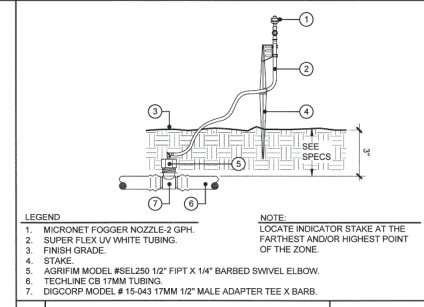 1
2
3
4
SEE
SPECS
3"
5
7
6
LEGEND
1. MICRONET FOGGER NOZZLE-2 GPH.
2. SUPER FLEX UV WHITE TUBING.
3. FINISH GRADE.
4. STAKE.
5. AGRIFIM MODEL #SEL250 1/2" FIPT X 1/4" BARBED SWIVEL ELBOW.
6. TECHLINE CB 17MM TUBING.
7. DIGCORP MODEL # 15-043 17MM 1/2" MALE ADAPTER TEE X BARB.
NOTE:
LOCATE INDICATOR STAKE AT THE
FARTHEST AND/OR HIGHEST POINT
OF THE ZONE.